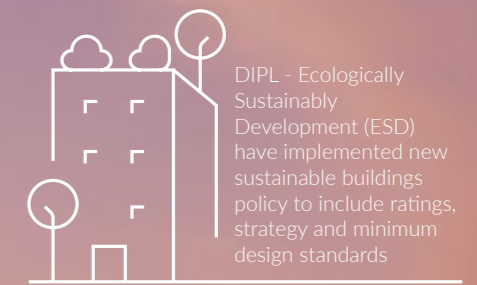 DIPL - Ecologically
Sustainably
Development (ESD)
have implemented new
sustainable buildings
policy to include ratings,
strategy and minimum
design standards